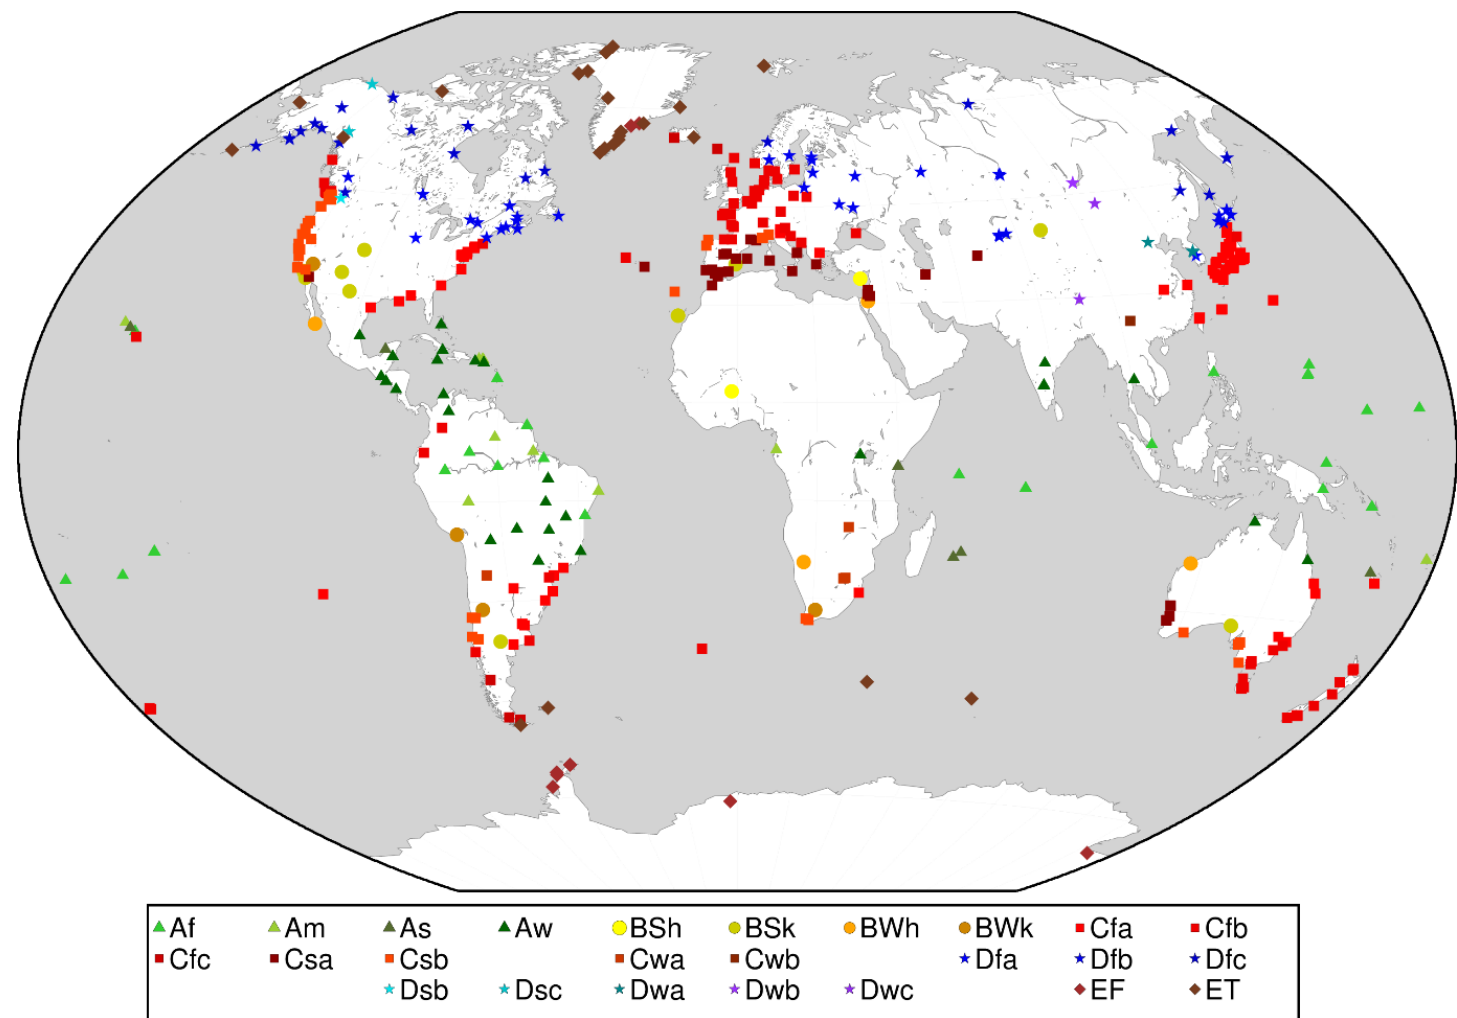 Af Am As Aw BSh BSk BWh BWk Cfa Cfb
Cfc Csa Csb Cwa Cwb Dfa Dfb Dfc
Dsb Dsc Dwa Dwb Dwc EF ET